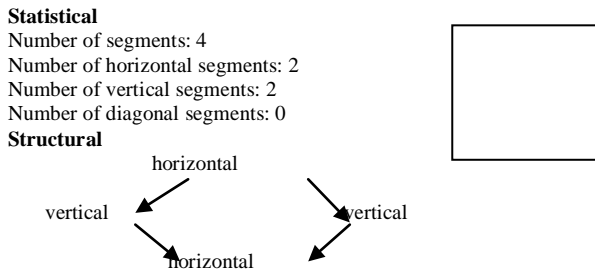 Statistical
Number of segments: 4
Number of horizontal segments: 2
Number of vertical segments: 2
Number of diagonal segments: 0
Structural
horizontal
vertical vertical
horizontal